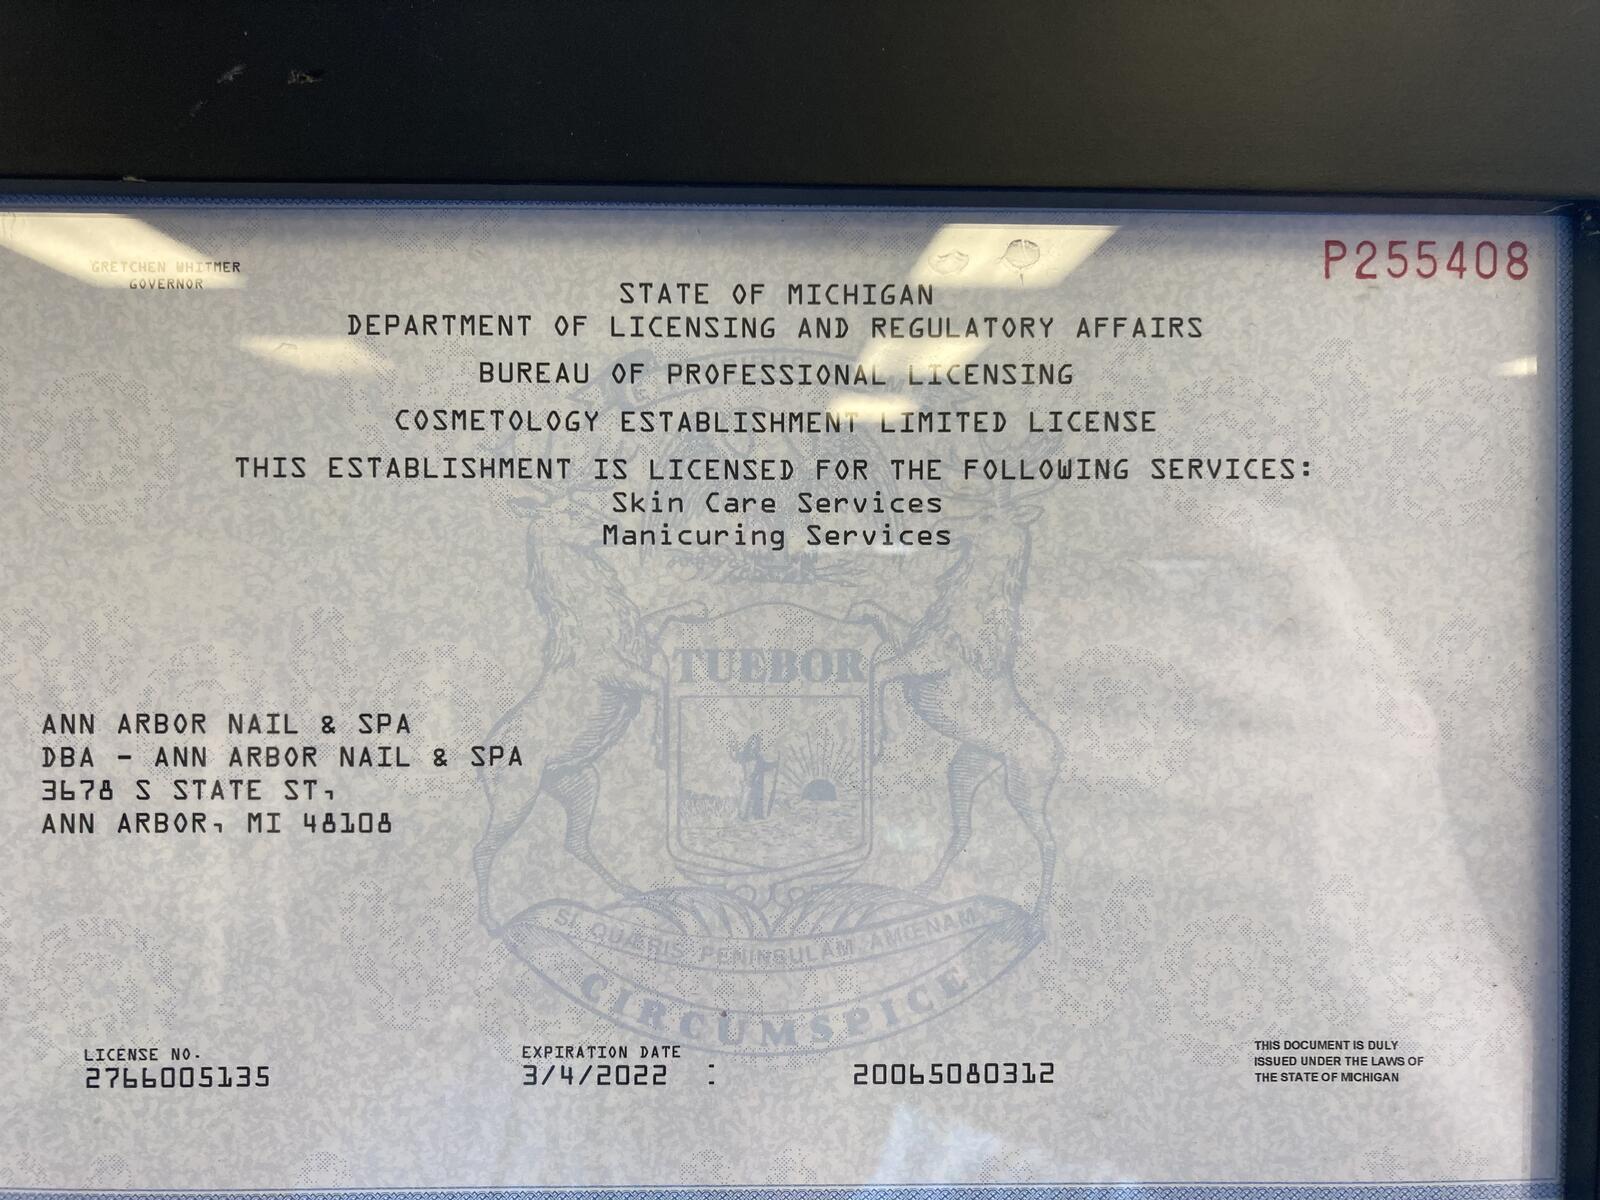 GRETCHEN WHITMER
GOVERNOR
P255408
STATE OF MICHIGAN
DEPARTMENT OF LICENSING AND REGULATORY AFFAIRS
BUREAU OF PROFESSIONAL LICENSING
COSMETOLOGY ESTABLISHMENT LIMITED LICENSE
THIS ESTABLISHMENT IS LICENSED FOR THE FOLLOWING SERVICES:
Skin Care Services
Manicuring Services
TUEBOR
ANN ARBOR NAIL & SPA
DBA - ANN ARBOR NAIL & SPA
3678 S STATE ST,
ANN ARBOR, MI 48108
SI QUÆRIS PENINSULAM AMŒNAM
CIRCUMSPICE
LICENSE NO.
2766005135
EXPIRATION DATE
3/4/2022 :
20065080312
THIS DOCUMENT IS DULY
ISSUED UNDER THE LAWS OF
THE STATE OF MICHIGAN